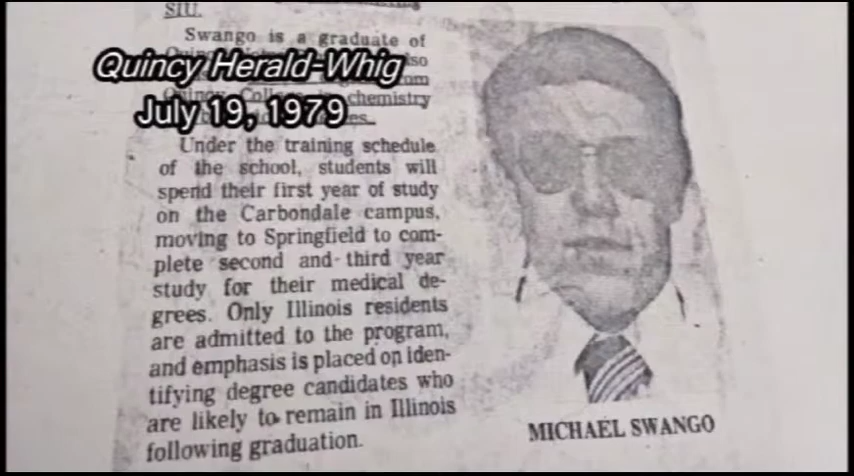 SIU.
Swango is a graduate of
Quincy Herald-Whig
July 19, 1979
chemistry
Under the training schedule
of the school, students will
spend their first year of study
on the Carbondale campus,
moving to Springfield to com-
plete second and third year
study for their medical de-
grees. Only Illinois residents
are admitted to the program,
and emphasis is placed on iden-
tifying degree candidates who
are likely to remain in Illinois
following graduation.
MICHAEL SWANGO